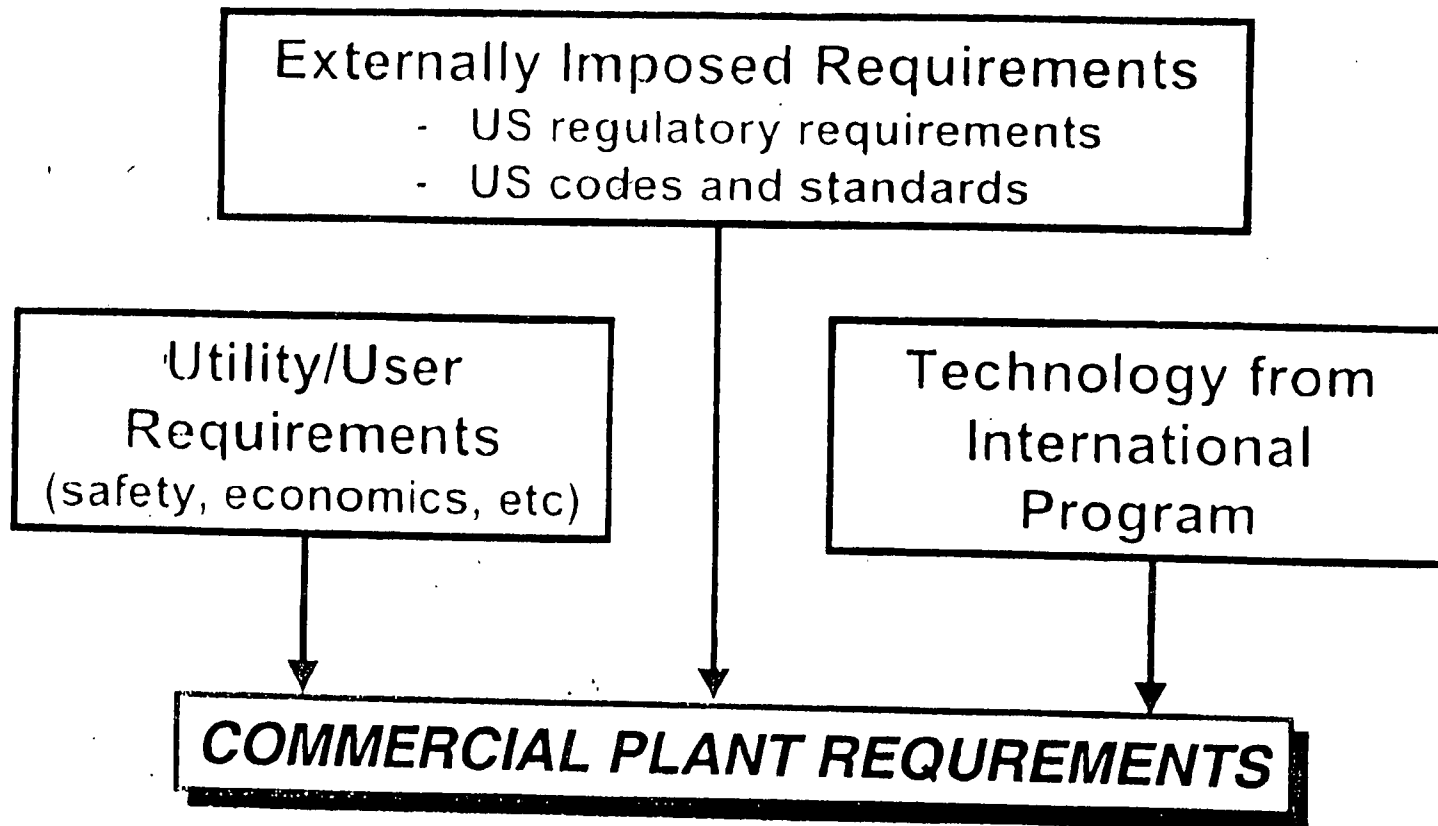 Externally Imposed Requirements
- US regulatory requirements
- US codes and standards
Utility/User
Requirements
(safety, economics, etc)
Technology from
International
Program
COMMERCIAL PLANT REQUREMENTS